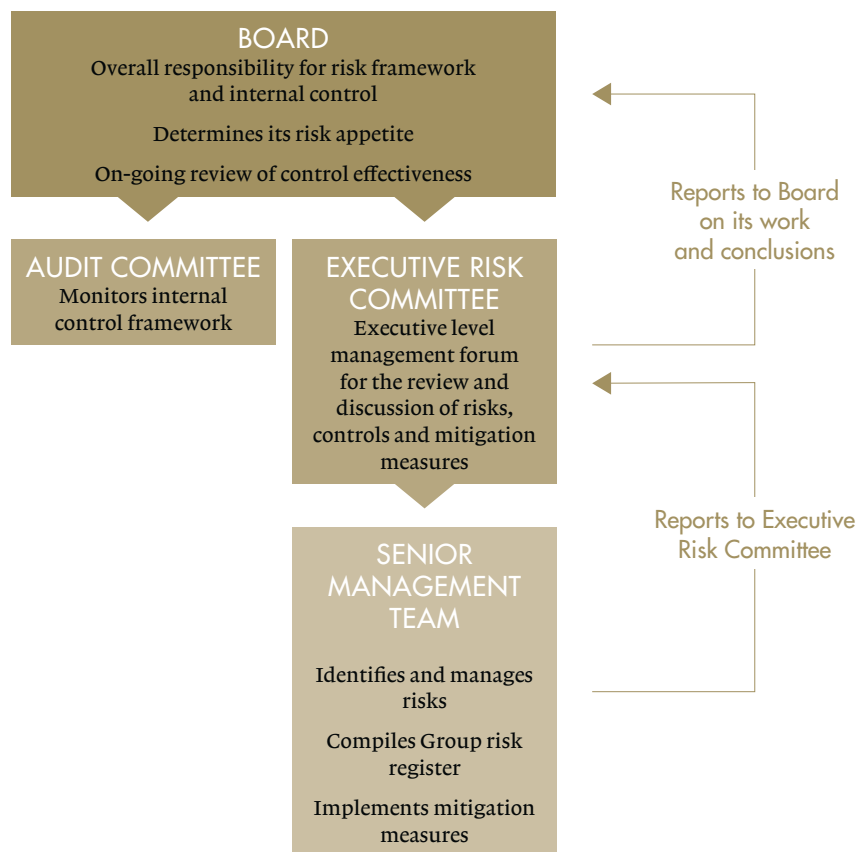 BOARD
Overall responsibility for risk framework
and internal control
Determines its risk appetite
On-going review of control effectiveness
Reports to Board
on its work
and conclusions
AUDIT COMMITTEE
Monitors internal
control framework
EXECUTIVE RISK
COMMITTEE
Executive level
management forum
for the review and
discussion of risks,
controls and mitigation
measures
Reports to Executive
Risk Committee
SENIOR
MANAGEMENT
TEAM
Identifies and manages
risks
Compiles Group risk
register
Implements mitigation
measures